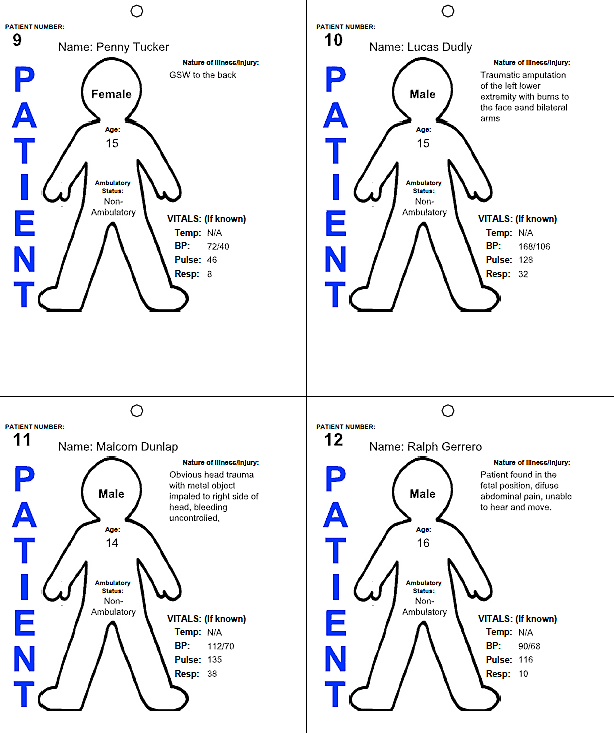 PATIENT NUMBER:
9
Name: Penny Tucker
Nature of Illness/Injury:
GSW to the back
PATIENT
Female
Age:
15
Ambulatory
Status:
Non-
Ambulatory
VITALS: (If known)
Temp: N/A
BP: 72/40
Pulse: 46
Resp: 8
PATIENT NUMBER:
10
Name: Lucas Dudly
Nature of Illness/Injury:
Traumatic amputation
of the left lower
extremity with burns to
the face eand bilateral
arms
PATIENT
Male
Age:
15
Ambulatory
Status:
Non-
Ambulatory
VITALS: (If known)
Temp: N/A
BP: 168/106
Pulse: 128
Resp: 32
PATIENT NUMBER:
11
Name: Malcom Dunlap
Nature of Illness/Injury:
Obvious head trauma
with metal object
impaled to right side of
head, bleeding
uncontrolled,
PATIENT
Male
Age:
14
Ambulatory
Status:
Non-
Ambulatory
VITALS: (If known)
Temp: N/A
BP: 112/70
Pulse: 135
Resp: 38
PATIENT NUMBER:
12
Name: Ralph Gerrero
Nature of Illness/Injury:
Patient found in the
fetal position, difuse
abdominal pain, unable
to hear and move.
PATIENT
Male
Age:
16
Ambulatory
Status:
Non-
Ambulatory
VITALS: (If known)
Temp: N/A
BP: 90/68
Pulse: 116
Resp: 10